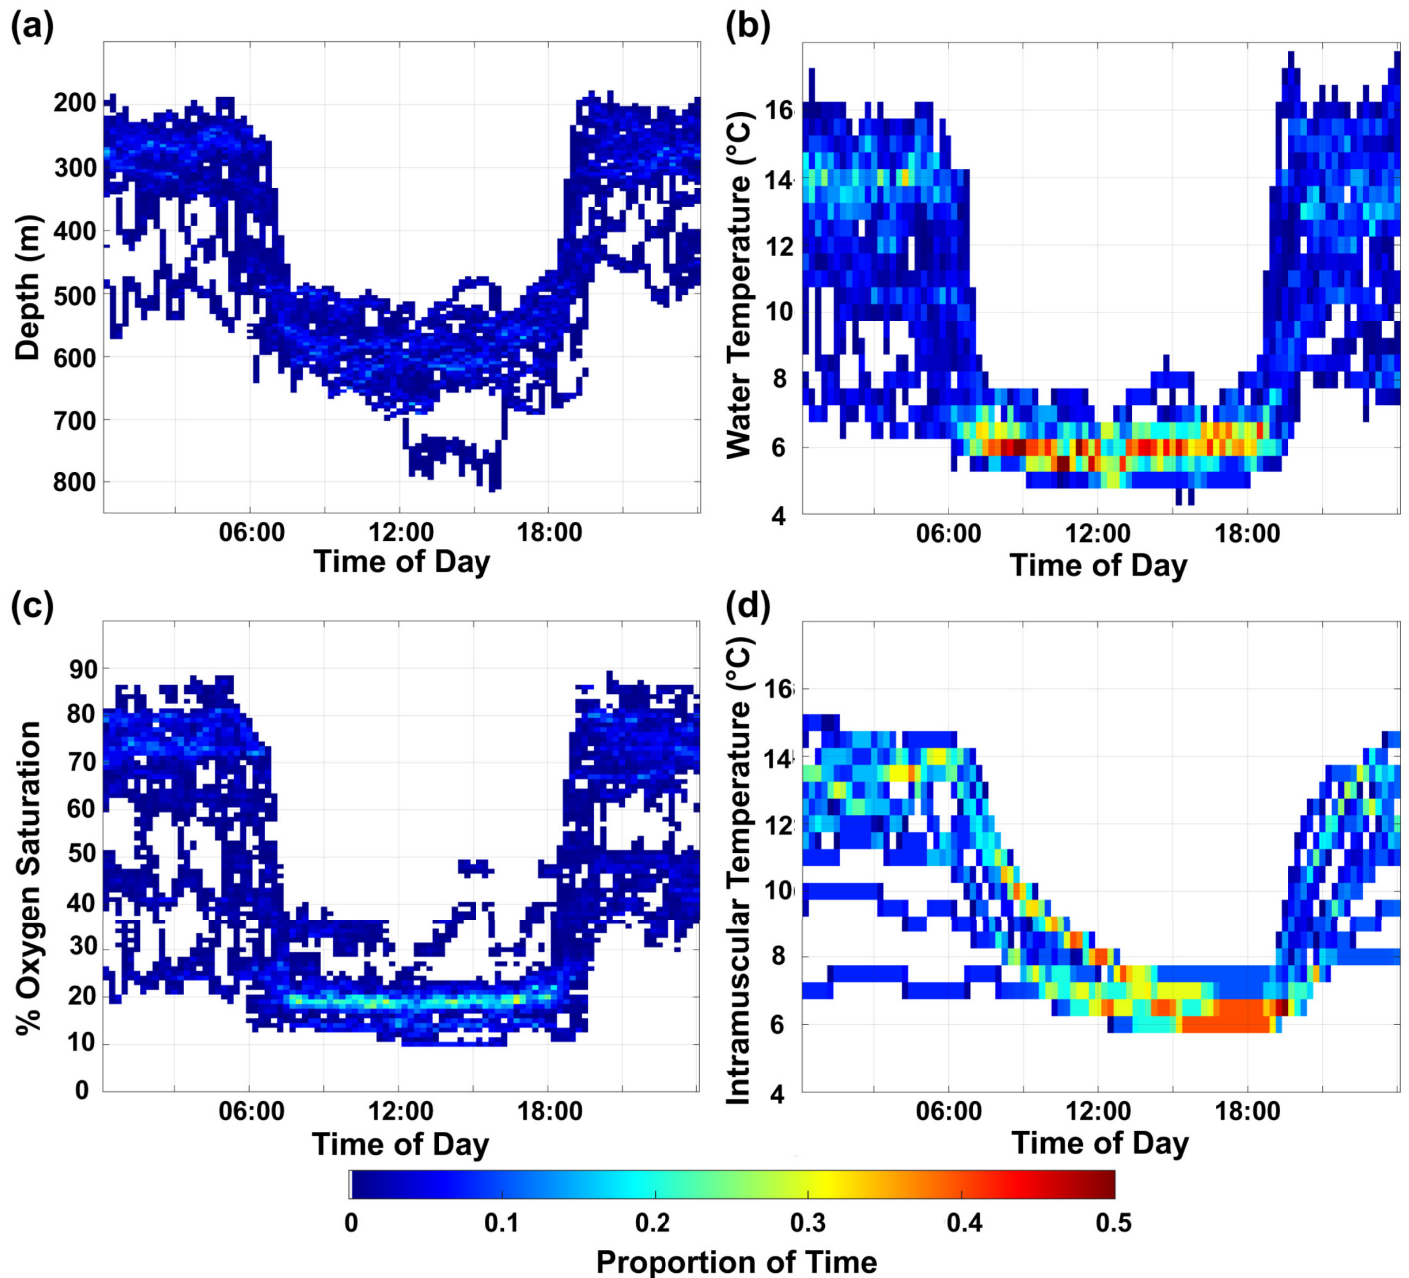 (a)
200
300
400
500
600
700
800
Depth (m)
06:00 12:00 18:00
Time of Day
(b)
16
14
12
10
8
6
4
Water Temperature (°C)
06:00 12:00 18:00
Time of Day
(c)
90
80
70
60
50
40
30
20
10
0
% Oxygen Saturation
06:00 12:00 18:00
Time of Day
(d)
16
14
12
10
8
6
4
Intramuscular Temperature (°C)
06:00 12:00 18:00
Time of Day
0 0.1 0.2 0.3 0.4 0.5
Proportion of Time